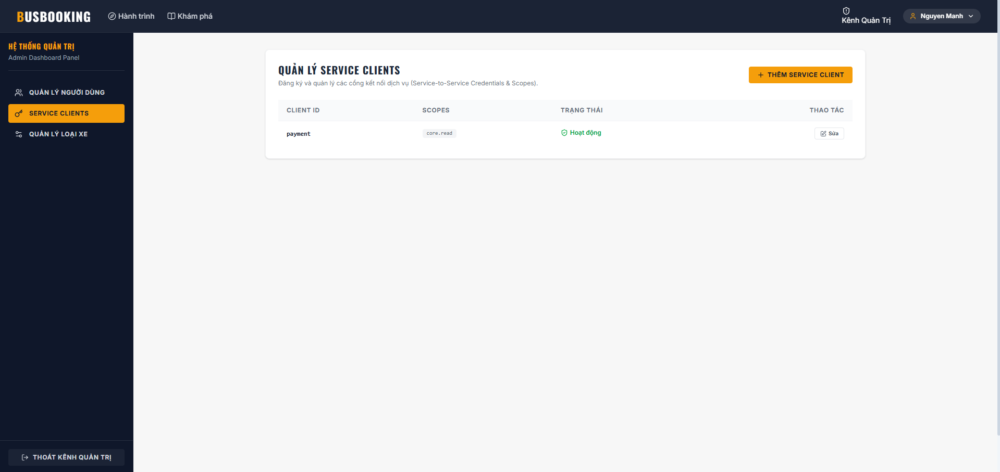 BUSBOOKING
Hành trình
Khám phá
Kênh Quản Trị
Nguyen Manh
HỆ THỐNG QUẢN TRỊ
Admin Dashboard Panel
QUẢN LÝ NGƯỜI DÙNG
SERVICE CLIENTS
QUẢN LÝ LOẠI XE
THOÁT KÊNH QUẢN TRỊ
QUẢN LÝ SERVICE CLIENTS
Đăng ký và quản lý các cổng kết nối dịch vụ (Service-to-Service Credentials & Scopes).
+ THÊM SERVICE CLIENT
CLIENT ID SCOPES TRẠNG THÁI THAO TÁC
payment core.read Hoạt động Sửa